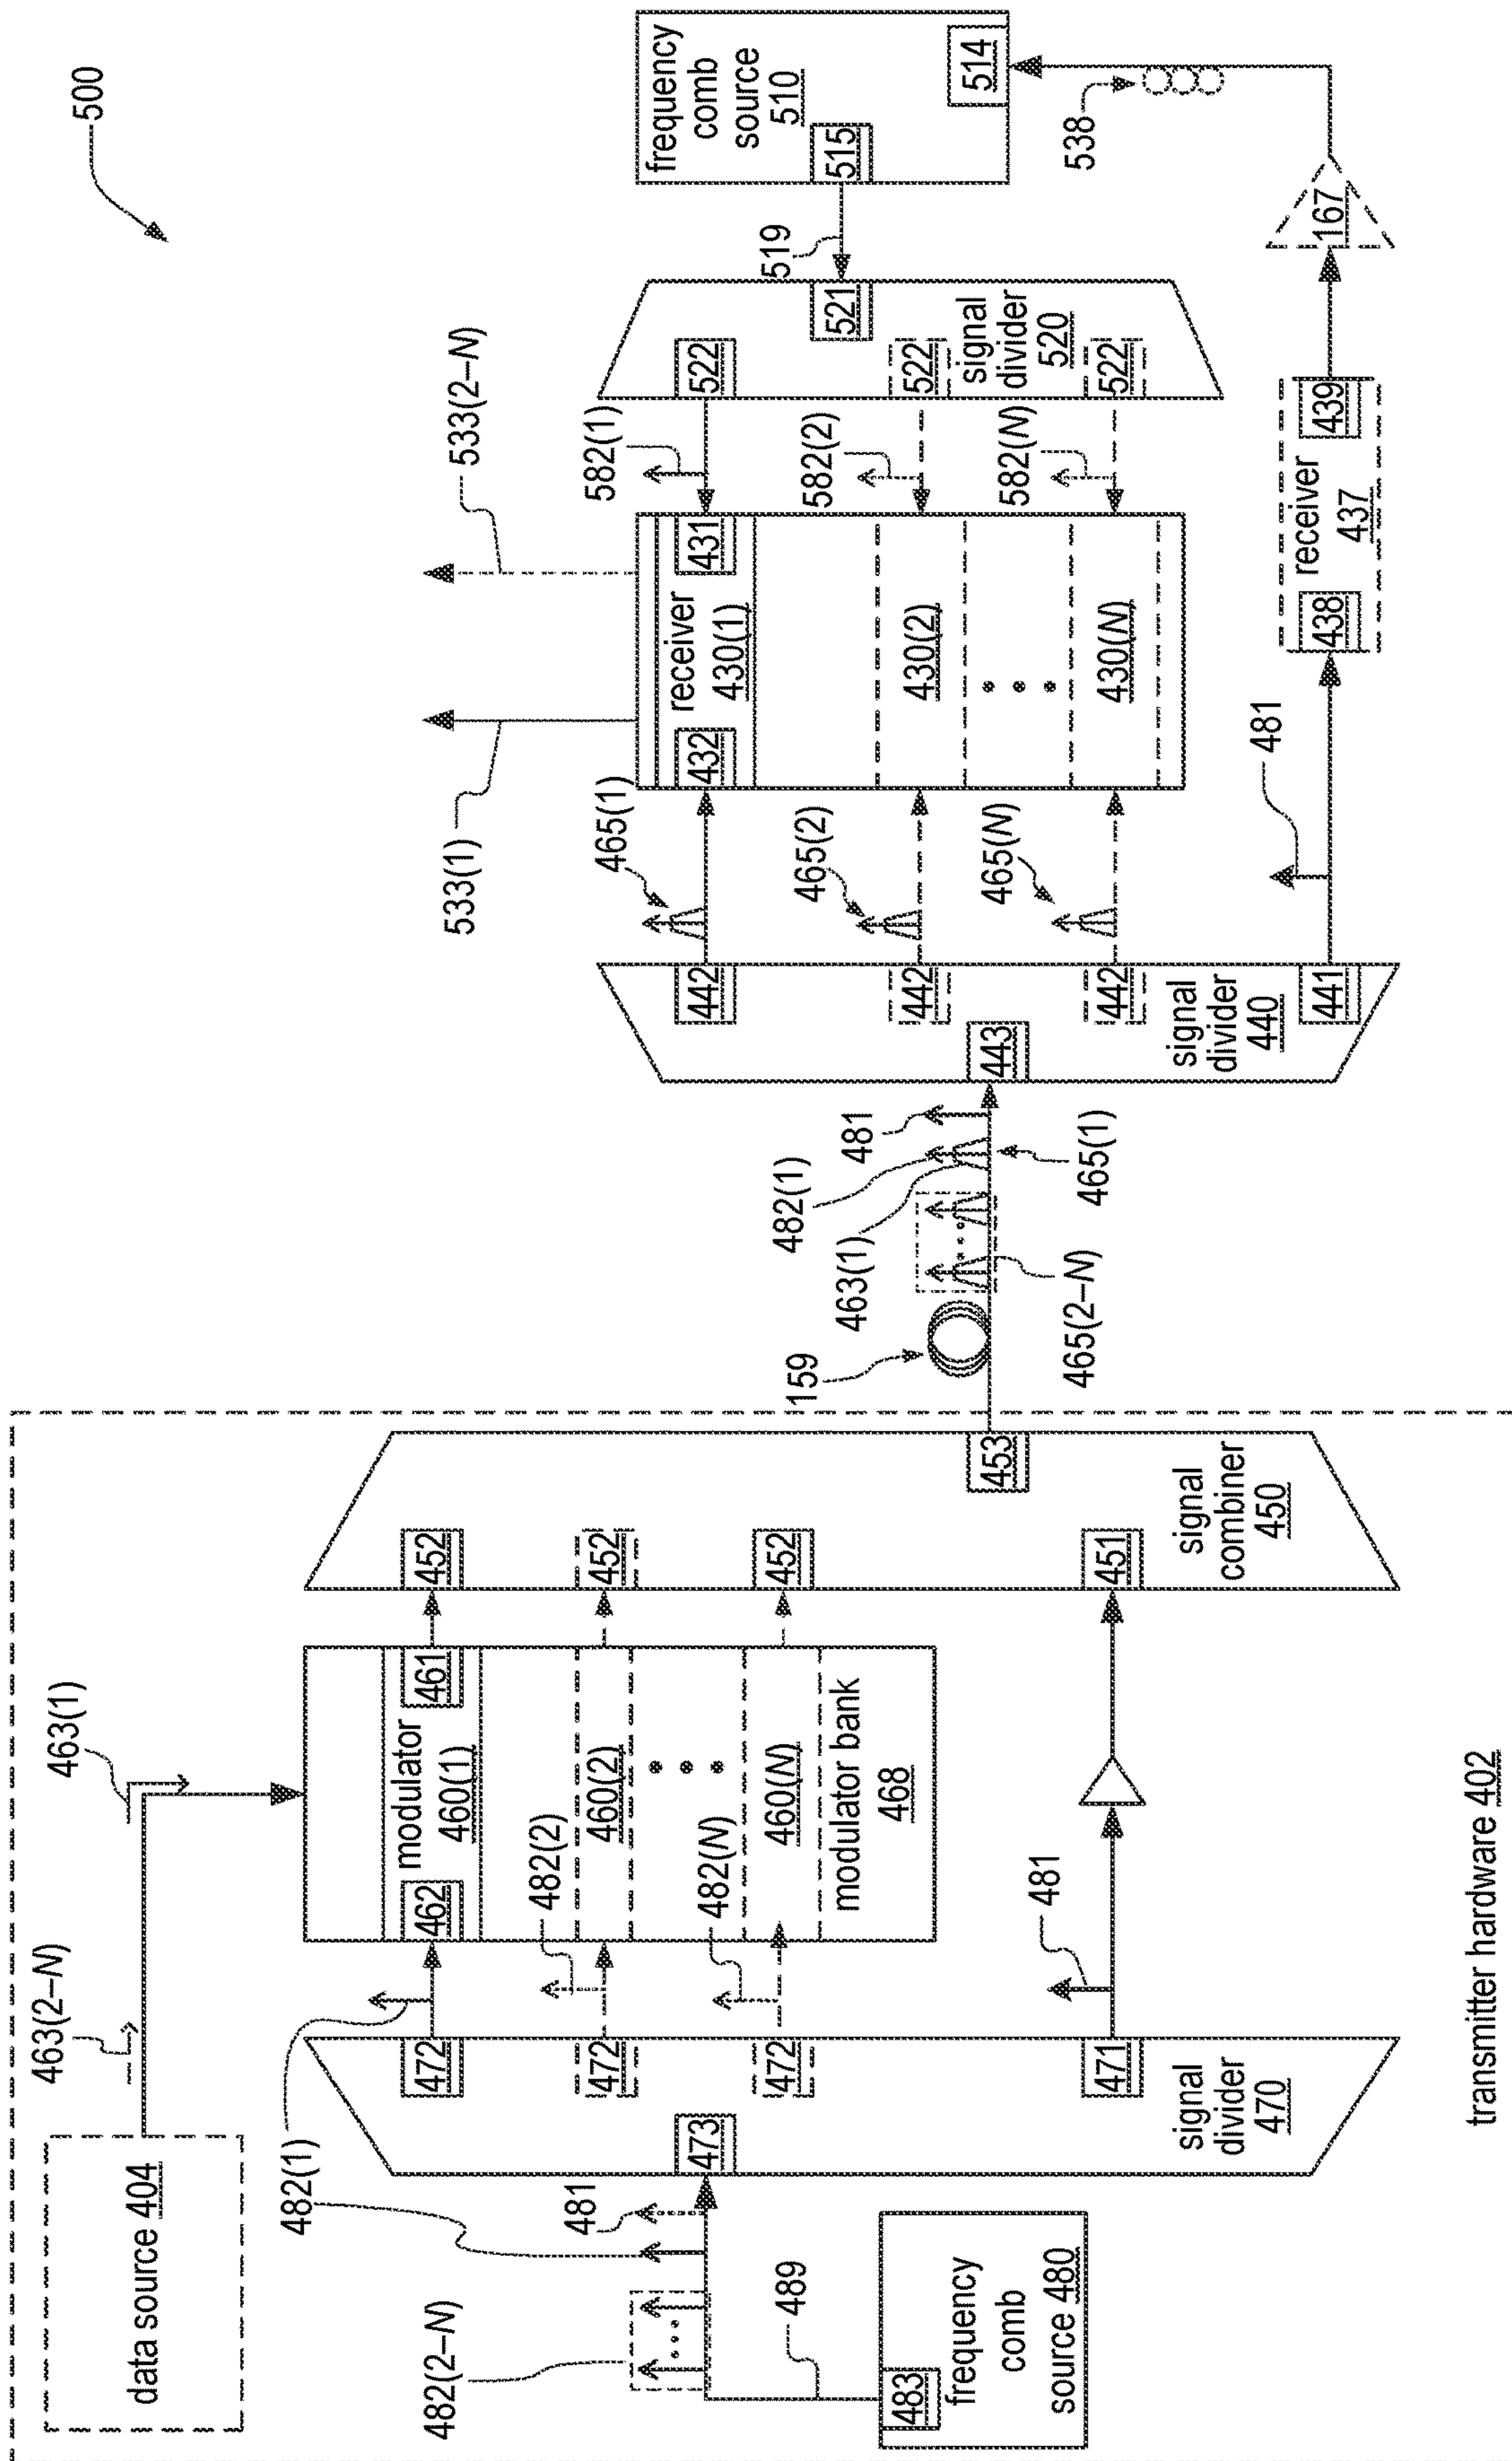 500
data source 404
463(2–N)
463(1)
482(1)
482(2–N)
481
489
483
frequency
comb
source 480
473
472
472
472
471
signal
divider
470
482(2)
482(N)
481
462
modulator
460(1)
461
460(2)
460(N)
modulator bank
468
452
452
452
451
453
signal
combiner
450
transmitter hardware 402
159
465(2–N)
463(1)
482(1)
465(1)
481
443
442
442
442
441
signal
divider
440
465(1)
465(2)
465(N)
481
533(1)
533(2–N)
432
receiver
430(1)
431
430(2)
430(N)
438
receiver
437
439
582(1)
582(2)
582(N)
522
522
522
521
signal
divider
520
519
515
frequency
comb
source
510
514
538
167